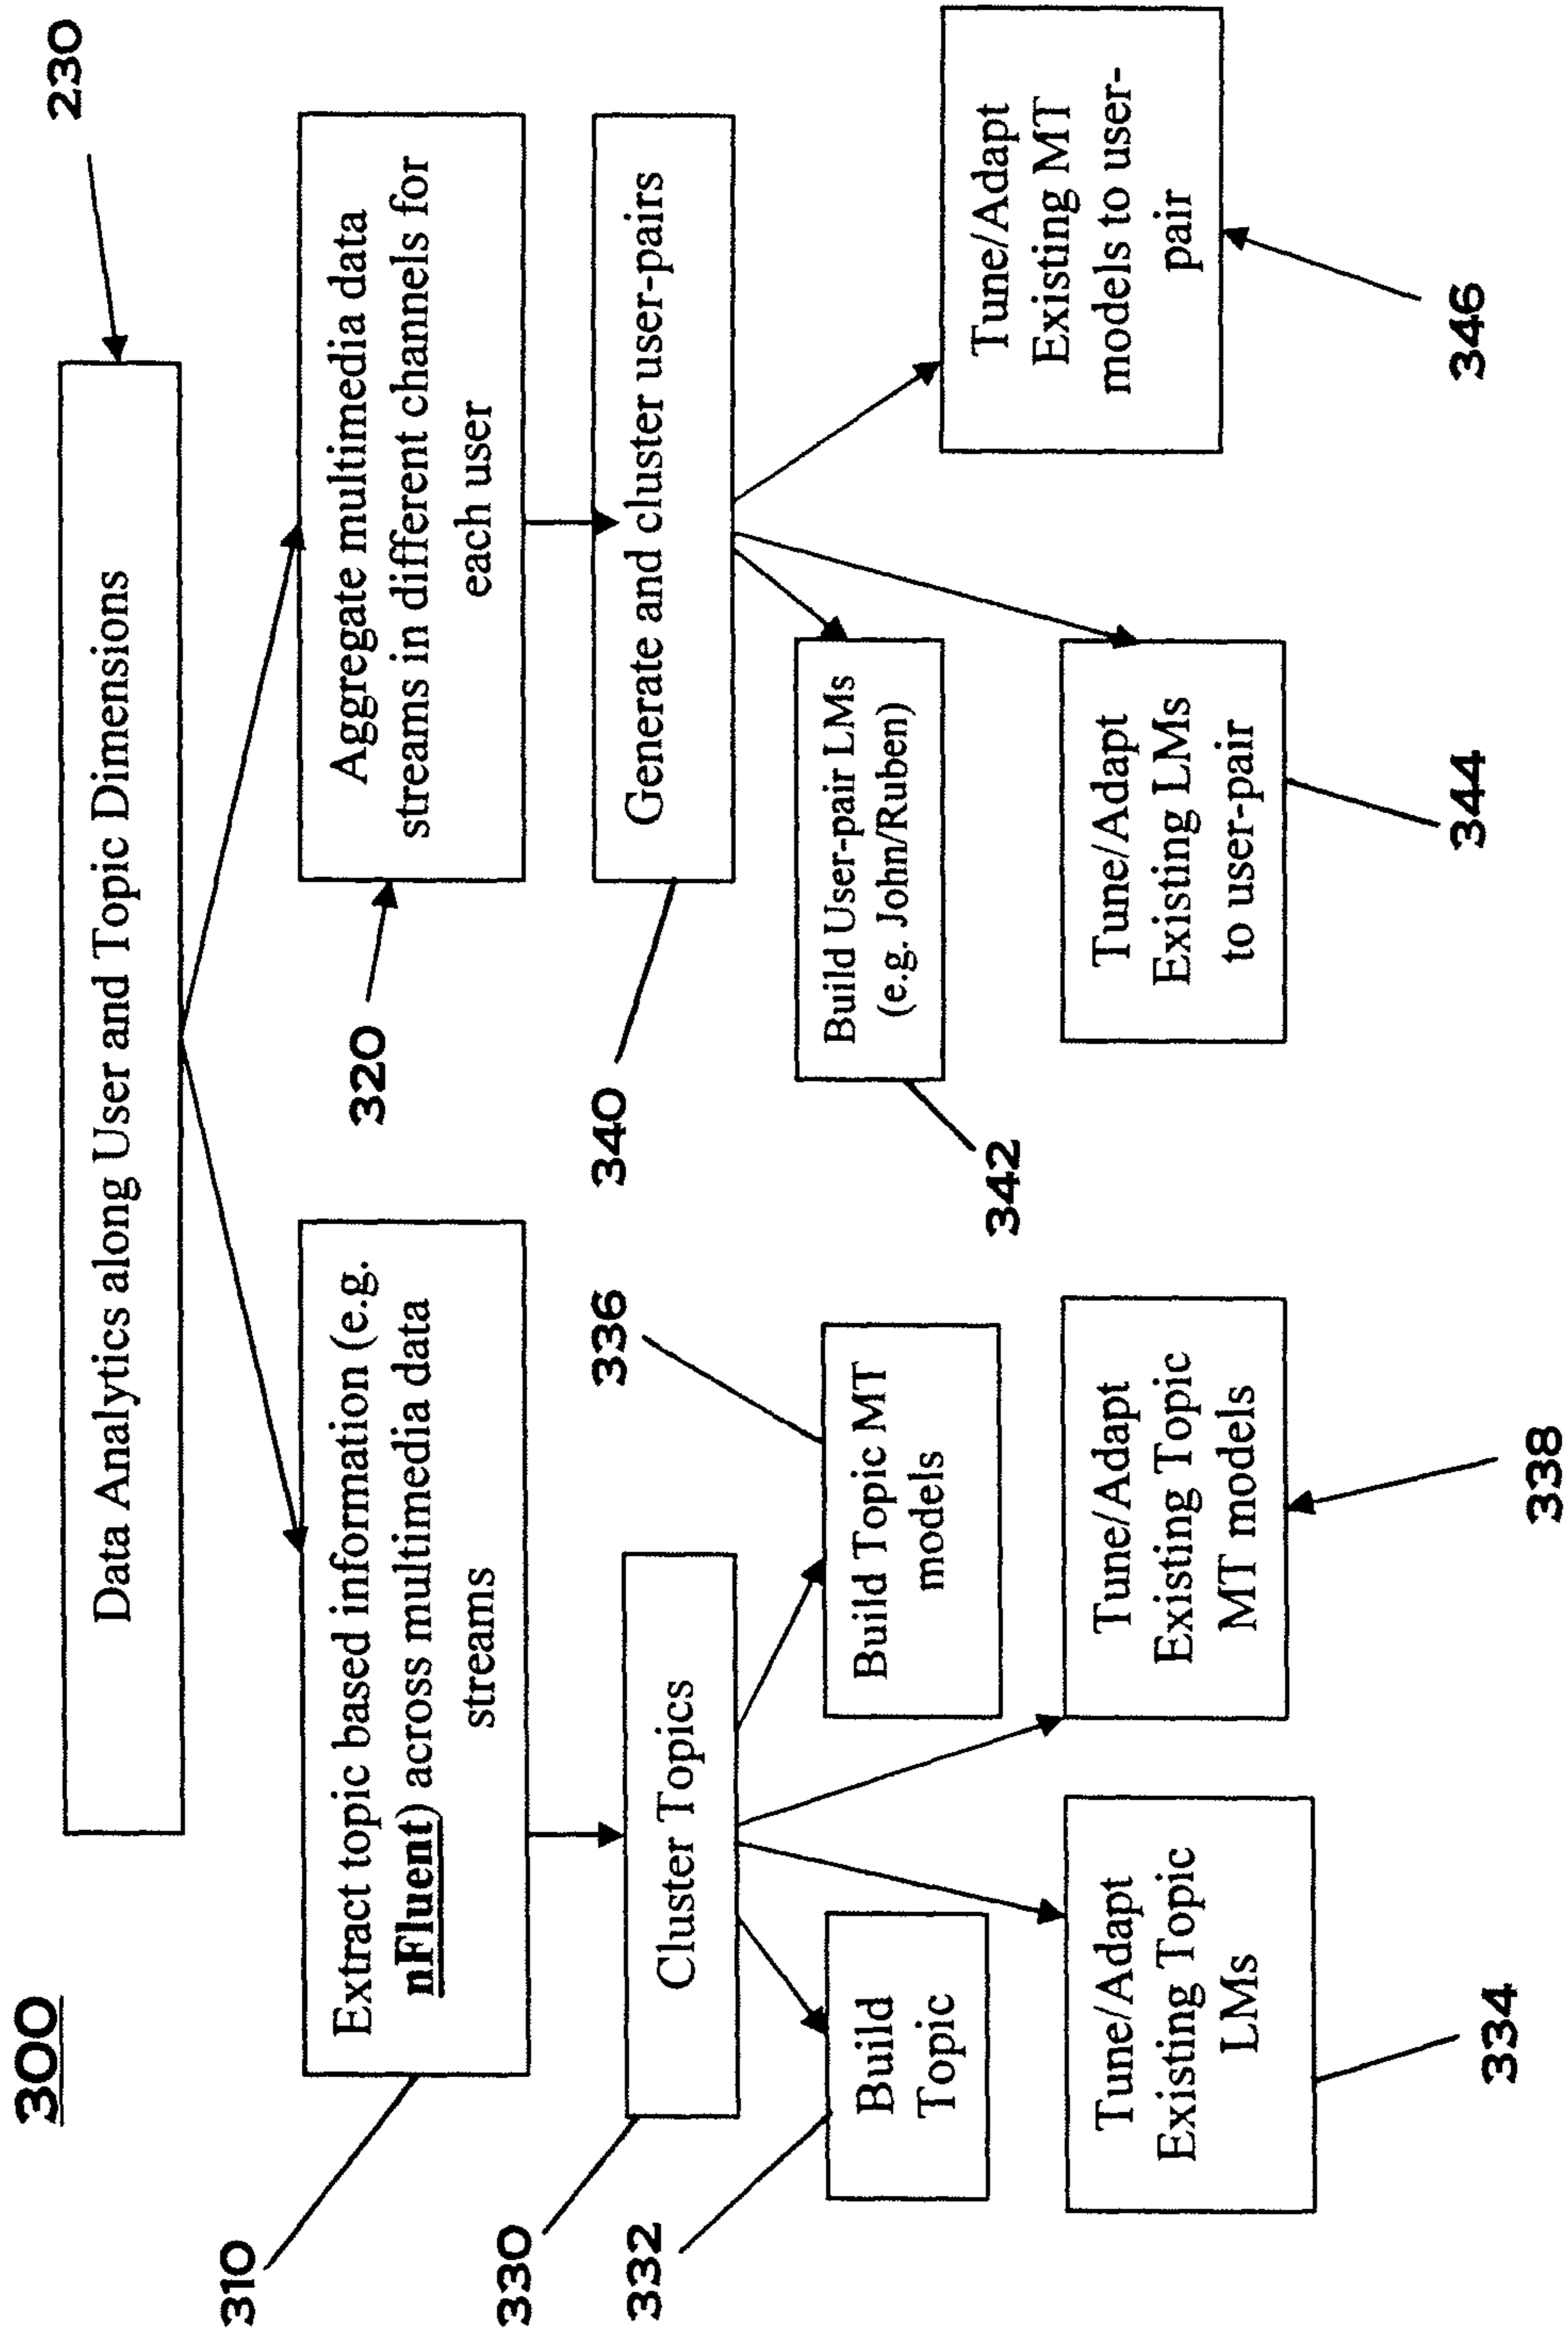 300
230
Data Analytics along User and Topic Dimensions
310
Extract topic based information (e.g.
nFluent) across multimedia data
streams
320
Aggregate multimedia data
streams in different channels for
each user
330
Cluster Topics
336
340
Generate and cluster user-pairs
332
Build
Topic
Build Topic MT
models
342
Build User-pair LMs
(e.g. John/Ruben)
Tune/Adapt
Existing MT
models to user-
pair
346
334
Tune/Adapt
Existing Topic
LMs
Tune/Adapt
Existing Topic
MT models
338
Tune/Adapt
Existing LMs
to user-pair
344